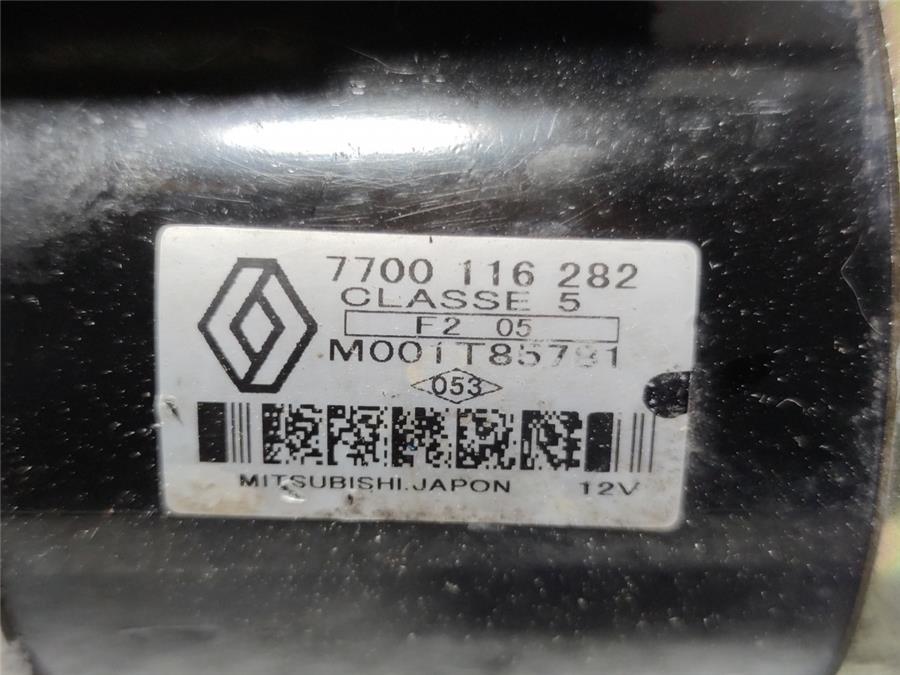 7700 116 282
CLASSE 5
F2 05
M001T85781
053
MITSUBISHI.JAPON 12V